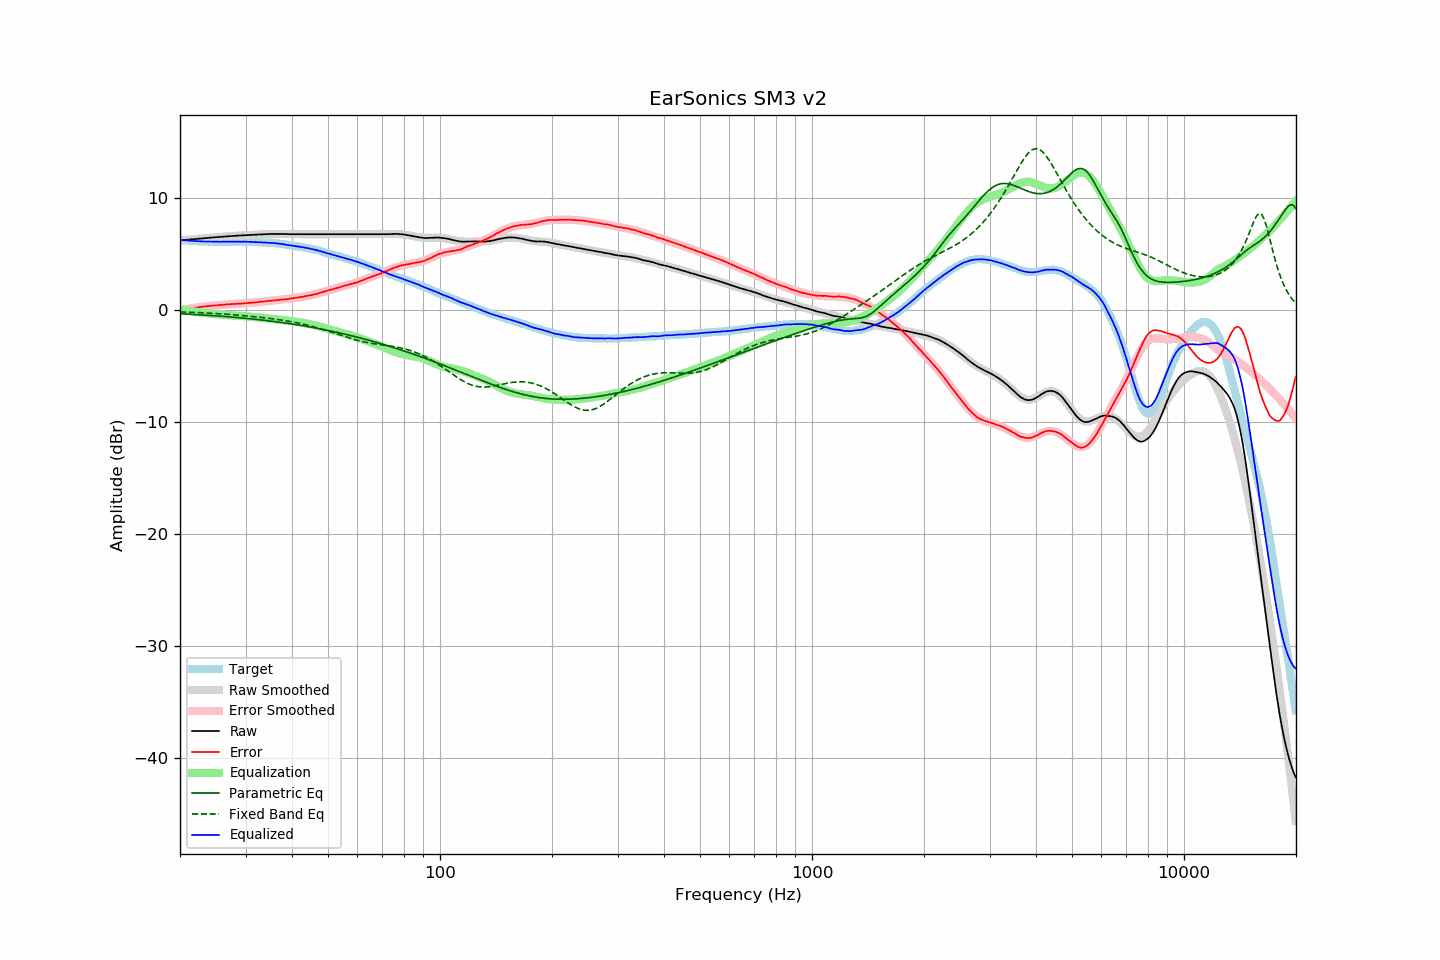 EarSonics SM3 v2
10
0
−10
−20
−30
−40
Amplitude (dBr)
Target
Raw Smoothed
Error Smoothed
Raw
Error
Equalization
Parametric Eq
Fixed Band Eq
Equalized
100
1000
10000
Frequency (Hz)